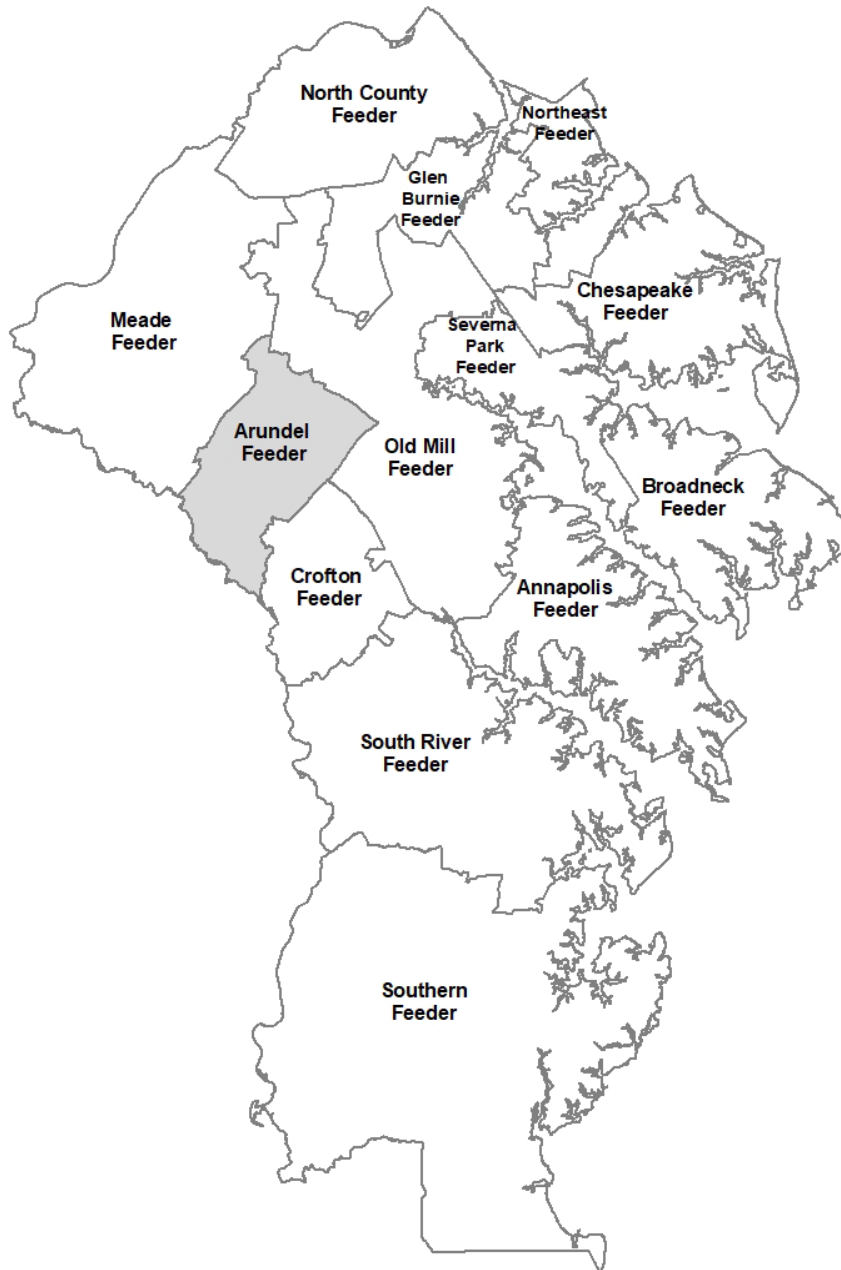 North County
Feeder
Northeast
Feeder
Glen
Burnie
Feeder
Chesapeake
Feeder
Meade
Feeder
Severna
Park
Feeder
Arundel
Feeder
Old Mill
Feeder
Broadneck
Feeder
Crofton
Feeder
Annapolis
Feeder
South River
Feeder
Southern
Feeder